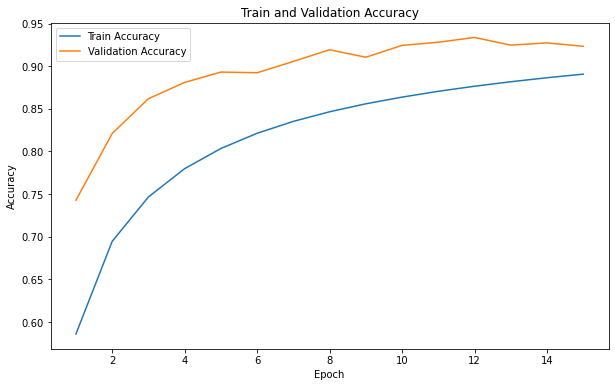 Train and Validation Accuracy
Train Accuracy
Validation Accuracy
Accuracy
0.95
0.90
0.85
0.80
0.75
0.70
0.65
0.60
2 4 6 8 10 12 14
Epoch